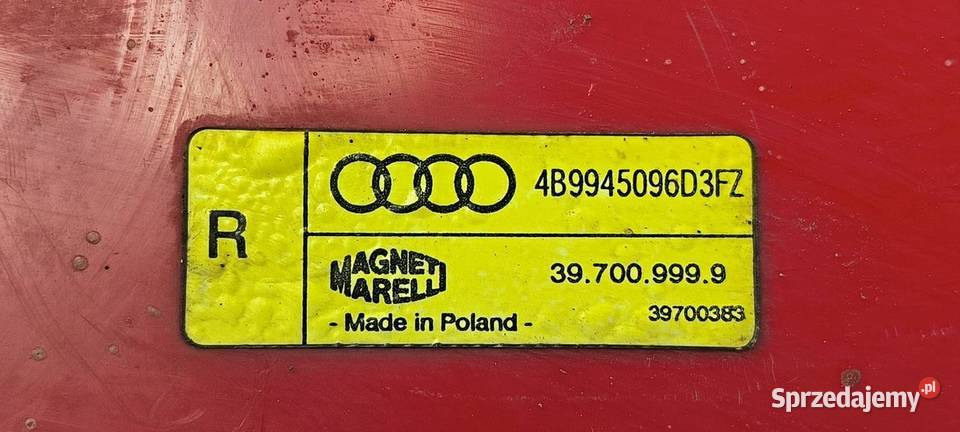 R
4B9945096D3FZ
MAGNETI
MARELLI
39.700.999.9
39700383
- Made in Poland -
Sprzedajemy.pl